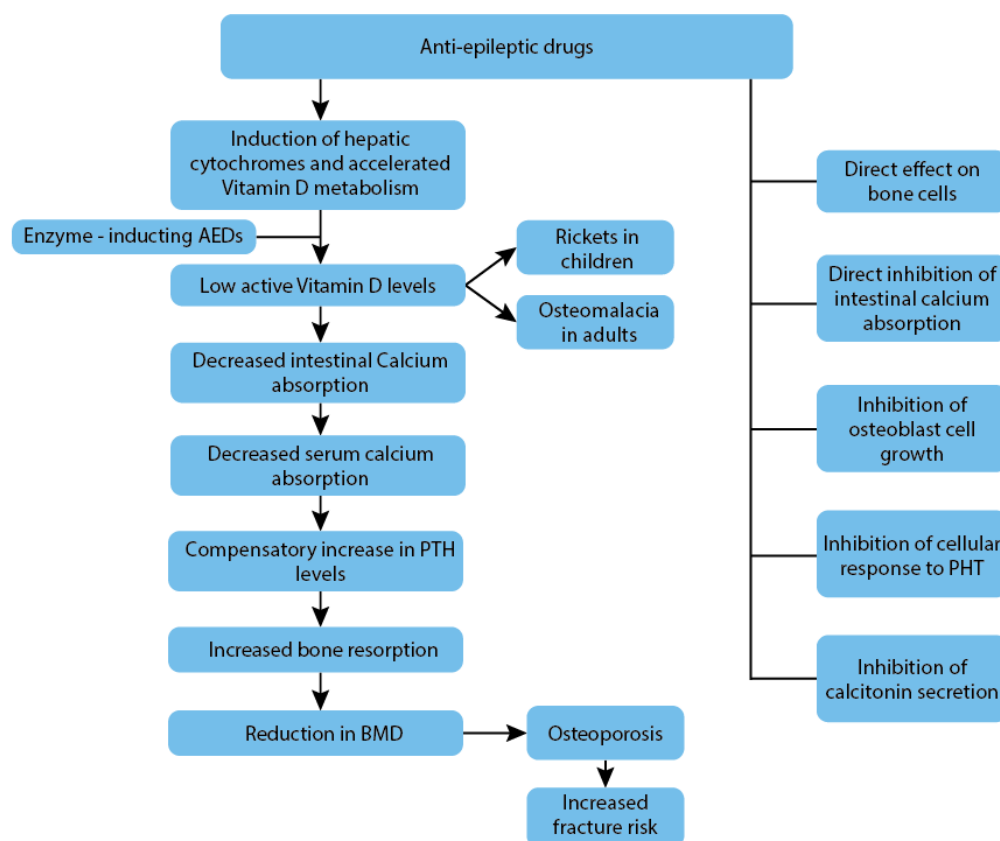 Anti-epileptic drugs
Induction of hepatic
cytochromes and accelerated
Vitamin D metabolism
Enzyme - inducting AEDs
Low active Vitamin D levels
Rickets in
children
Osteomalacia
in adults
Decreased intestinal Calcium
absorption
Decreased serum calcium
absorption
Compensatory increase in PTH
levels
Increased bone resorption
Reduction in BMD
Osteoporosis
Increased
fracture risk
Direct effect on
bone cells
Direct inhibition of
intestinal calcium
absorption
Inhibition of
osteoblast cell
growth
Inhibition of cellular
response to PHT
Inhibition of
calcitonin secretion